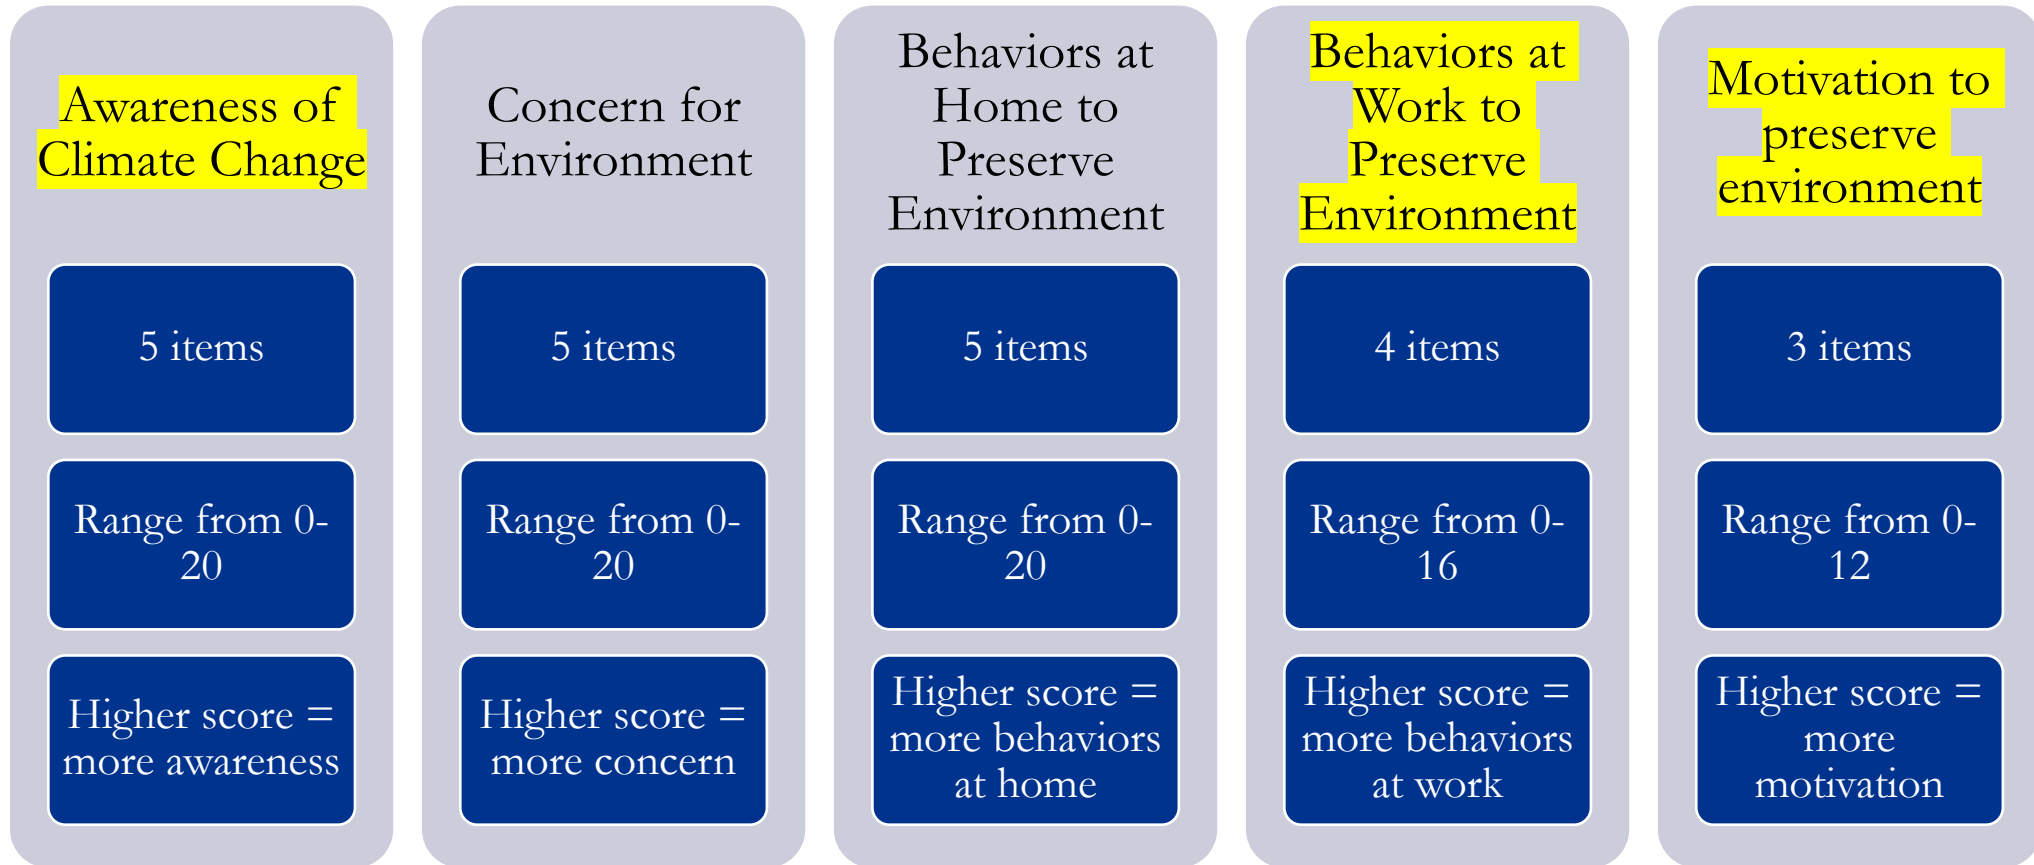 Awareness of
Climate Change
5 items
Range from 0-
20
Higher score =
more awareness
Concern for
Environment
5 items
Range from 0-
20
Higher score =
more concern
Behaviors at
Home to
Preserve
Environment
5 items
Range from 0-
20
Higher score =
more behaviors
at home
Behaviors at
Work to
Preserve
Environment
4 items
Range from 0-
16
Higher score =
more behaviors
at work
Motivation to
preserve
environment
3 items
Range from 0-
12
Higher score =
more
motivation